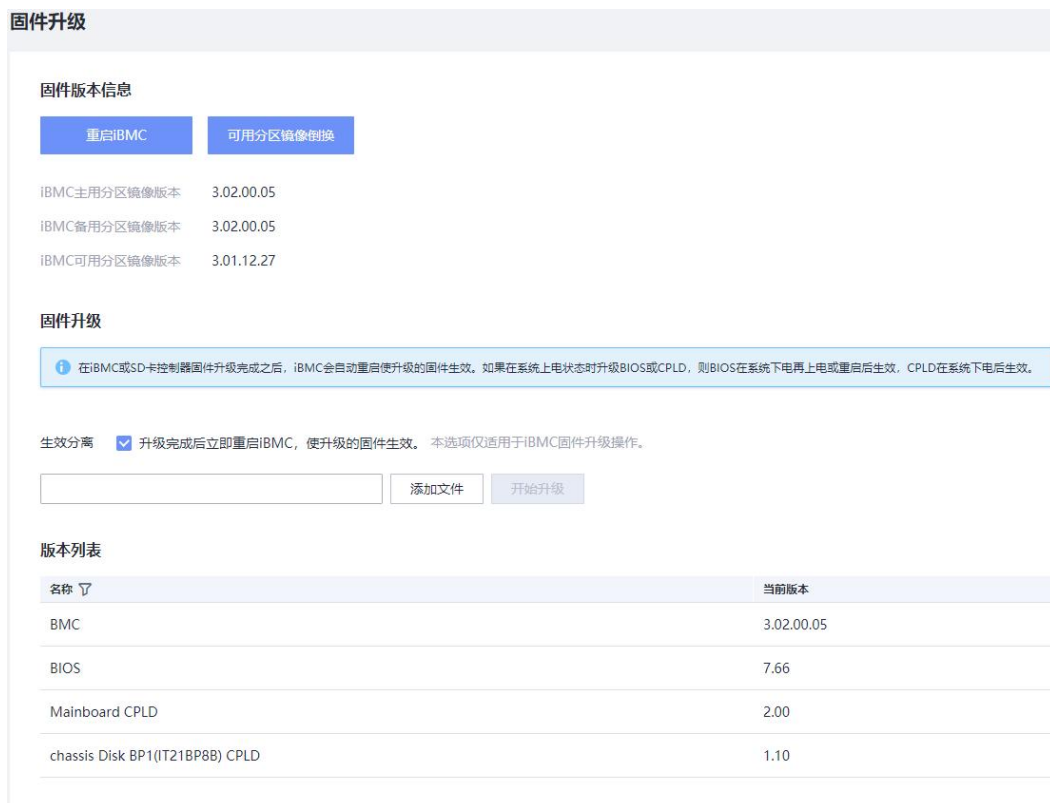 固件升级
固件版本信息
重启iBMC 可用分区镜像倒换
iBMC主用分区镜像版本 3.02.00.05
iBMC备用分区镜像版本 3.02.00.05
iBMC可用分区镜像版本 3.01.12.27
固件升级
在iBMC或SD卡控制器固件升级完成之后，iBMC会自动重启使升级的固件生效。如果在系统上电状态时升级BIOS或CPLD，则BIOS在系统下电再上电或重启后生效，CPLD在系统下电后生效。
生效分离 升级完成后立即重启iBMC，使升级的固件生效。 本选项仅适用于iBMC固件升级操作。
添加文件 开始升级
版本列表
名称 当前版本
BMC 3.02.00.05
BIOS 7.66
Mainboard CPLD 2.00
chassis Disk BP1(IT21BP8B) CPLD 1.10